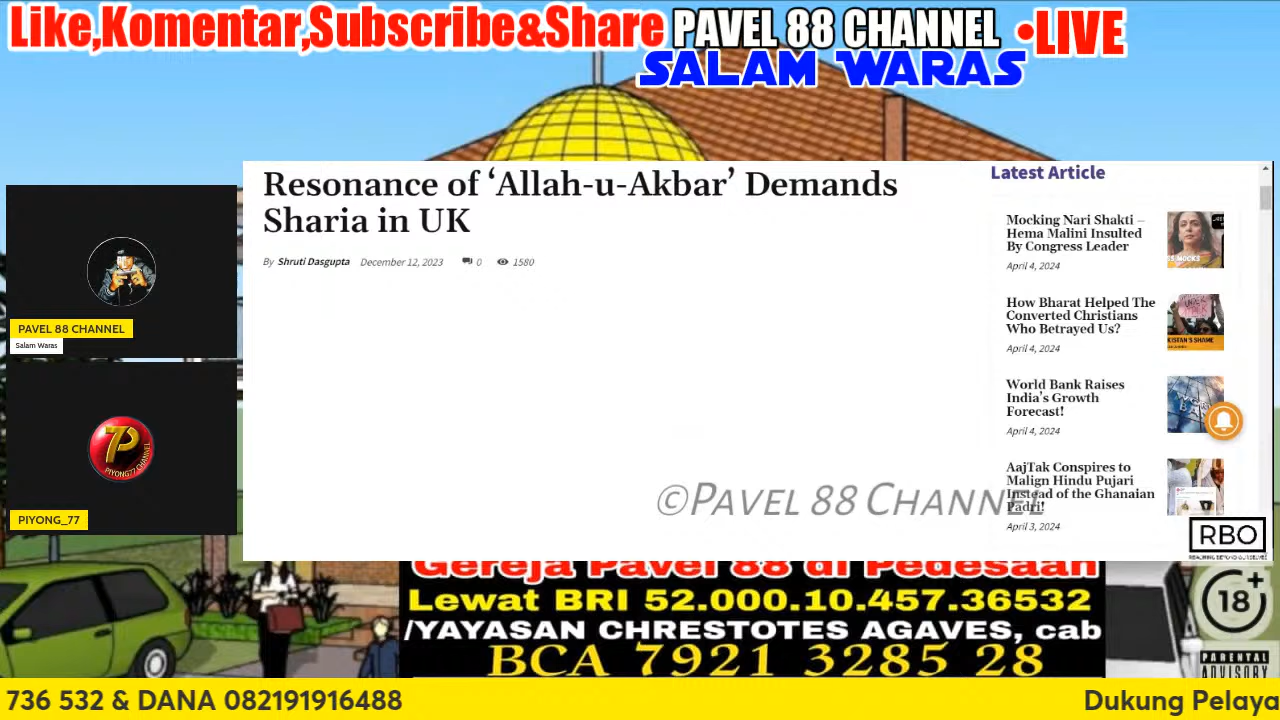 Like,Komentar,Subscribe&Share PAVEL 88 CHANNEL •LIVE
SALAM WARAS
Resonance of ‘Allah-u-Akbar’ Demands
Sharia in UK
By Shruti Dasgupta December 12, 2023 0 1580
Latest Article
Mocking Nari Shakti –
Hema Malini Insulted
By Congress Leader
April 4, 2024
How Bharat Helped The
Converted Christians
Who Betrayed Us?
April 4, 2024
World Bank Raises
India’s Growth
Forecast!
April 4, 2024
AajTak Conspires to
Malign Hindu Pujari
Instead of the Ghanaian
Padri!
April 3, 2024
PAVEL 88 CHANNEL
Salam Waras
PIYONG77 CHANNEL
PIYONG_77
©PAVEL 88 CHANNEL
RBO
REACHING BEYOND OURSELVES
Gereja Pavel 88 di Pedesaan
Lewat BRI 52.000.10.457.36532
/YAYASAN CHRESTOTES AGAVES, cab
BCA 7921 3285 28
18+
PARENTAL
ADVISORY
736 532 & DANA 082191916488
Dukung Pelaya